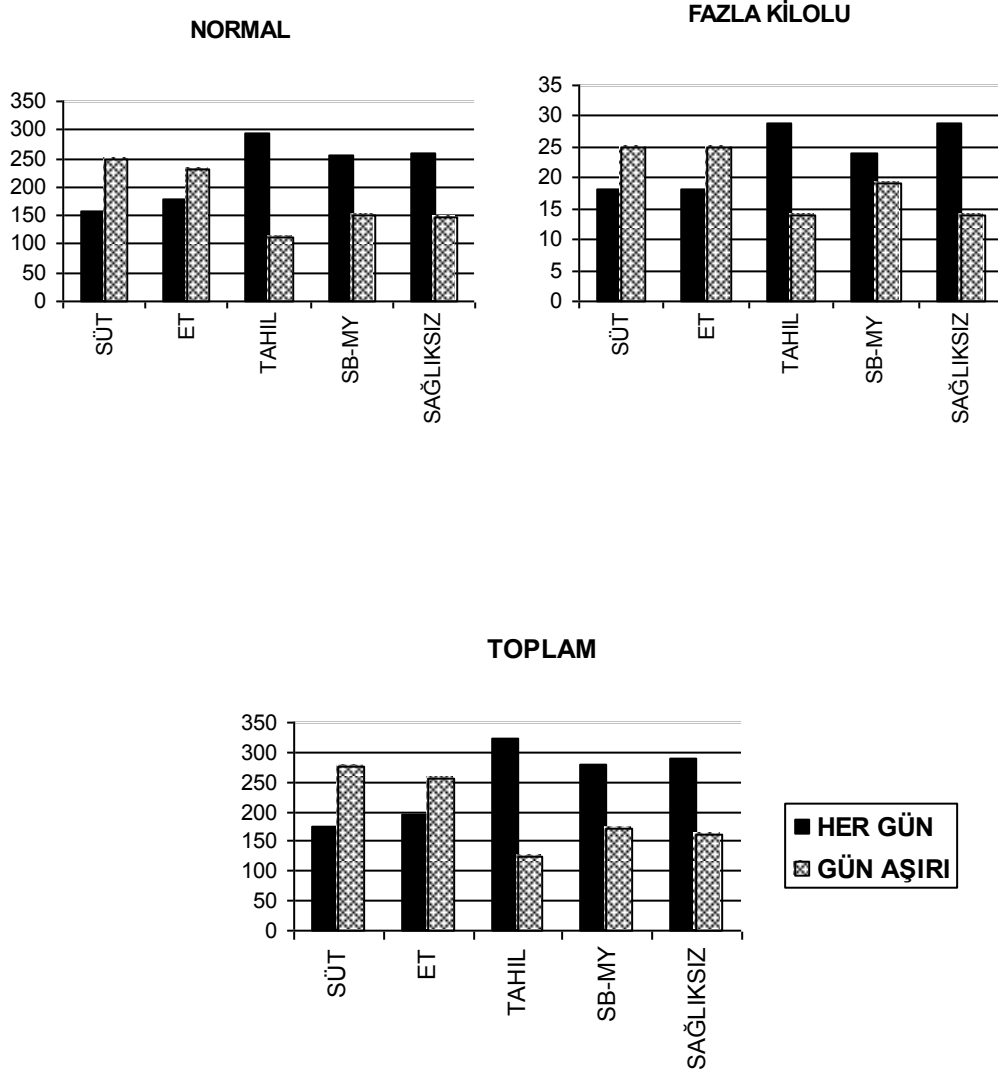 NORMAL
350
300
250
200
150
100
50
0
SÜT
ET
TAHIL
SB-MY
SAĞLIKSIZ
FAZLA KİLOLU
35
30
25
20
15
10
5
0
SÜT
ET
TAHIL
SB-MY
SAĞLIKSIZ
TOPLAM
350
300
250
200
150
100
50
0
SÜT
ET
TAHIL
SB-MY
SAĞLIKSIZ
HER GÜN
GÜN AŞIRI